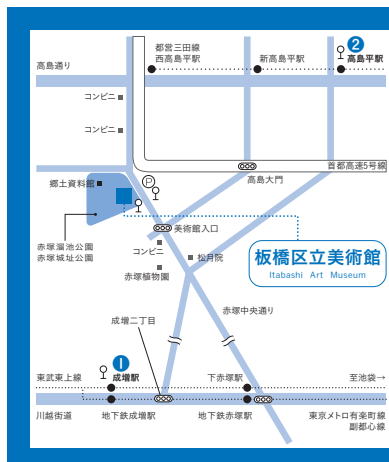 2
都営三田線
西高島平駅
新高島平駅
高島平駅
高島通り
コンビニ
コンビニ
首都高速5号線
高島大門
郷土資料館
P
美術館入口
赤塚溜池公園
赤塚城址公園
コンビニ
松月院
赤塚植物園
板橋区立美術館
Itabashi Art Museum
赤塚中央通り
成増二丁目
1
東武東上線
成増駅
下赤塚駅
至池袋→
川越街道
地下鉄成増駅
地下鉄赤塚駅
東京メトロ有楽町線
副都心線